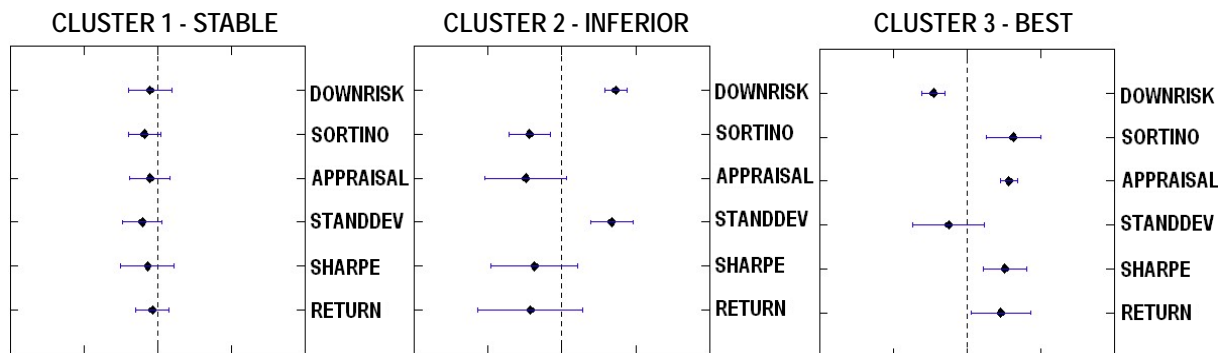 CLUSTER 1 - STABLE
DOWNRISK
SORTINO
APPRAISAL
STANDDEV
SHARPE
RETURN
CLUSTER 2 - INFERIOR
DOWNRISK
SORTINO
APPRAISAL
STANDDEV
SHARPE
RETURN
CLUSTER 3 - BEST
DOWNRISK
SORTINO
APPRAISAL
STANDDEV
SHARPE
RETURN